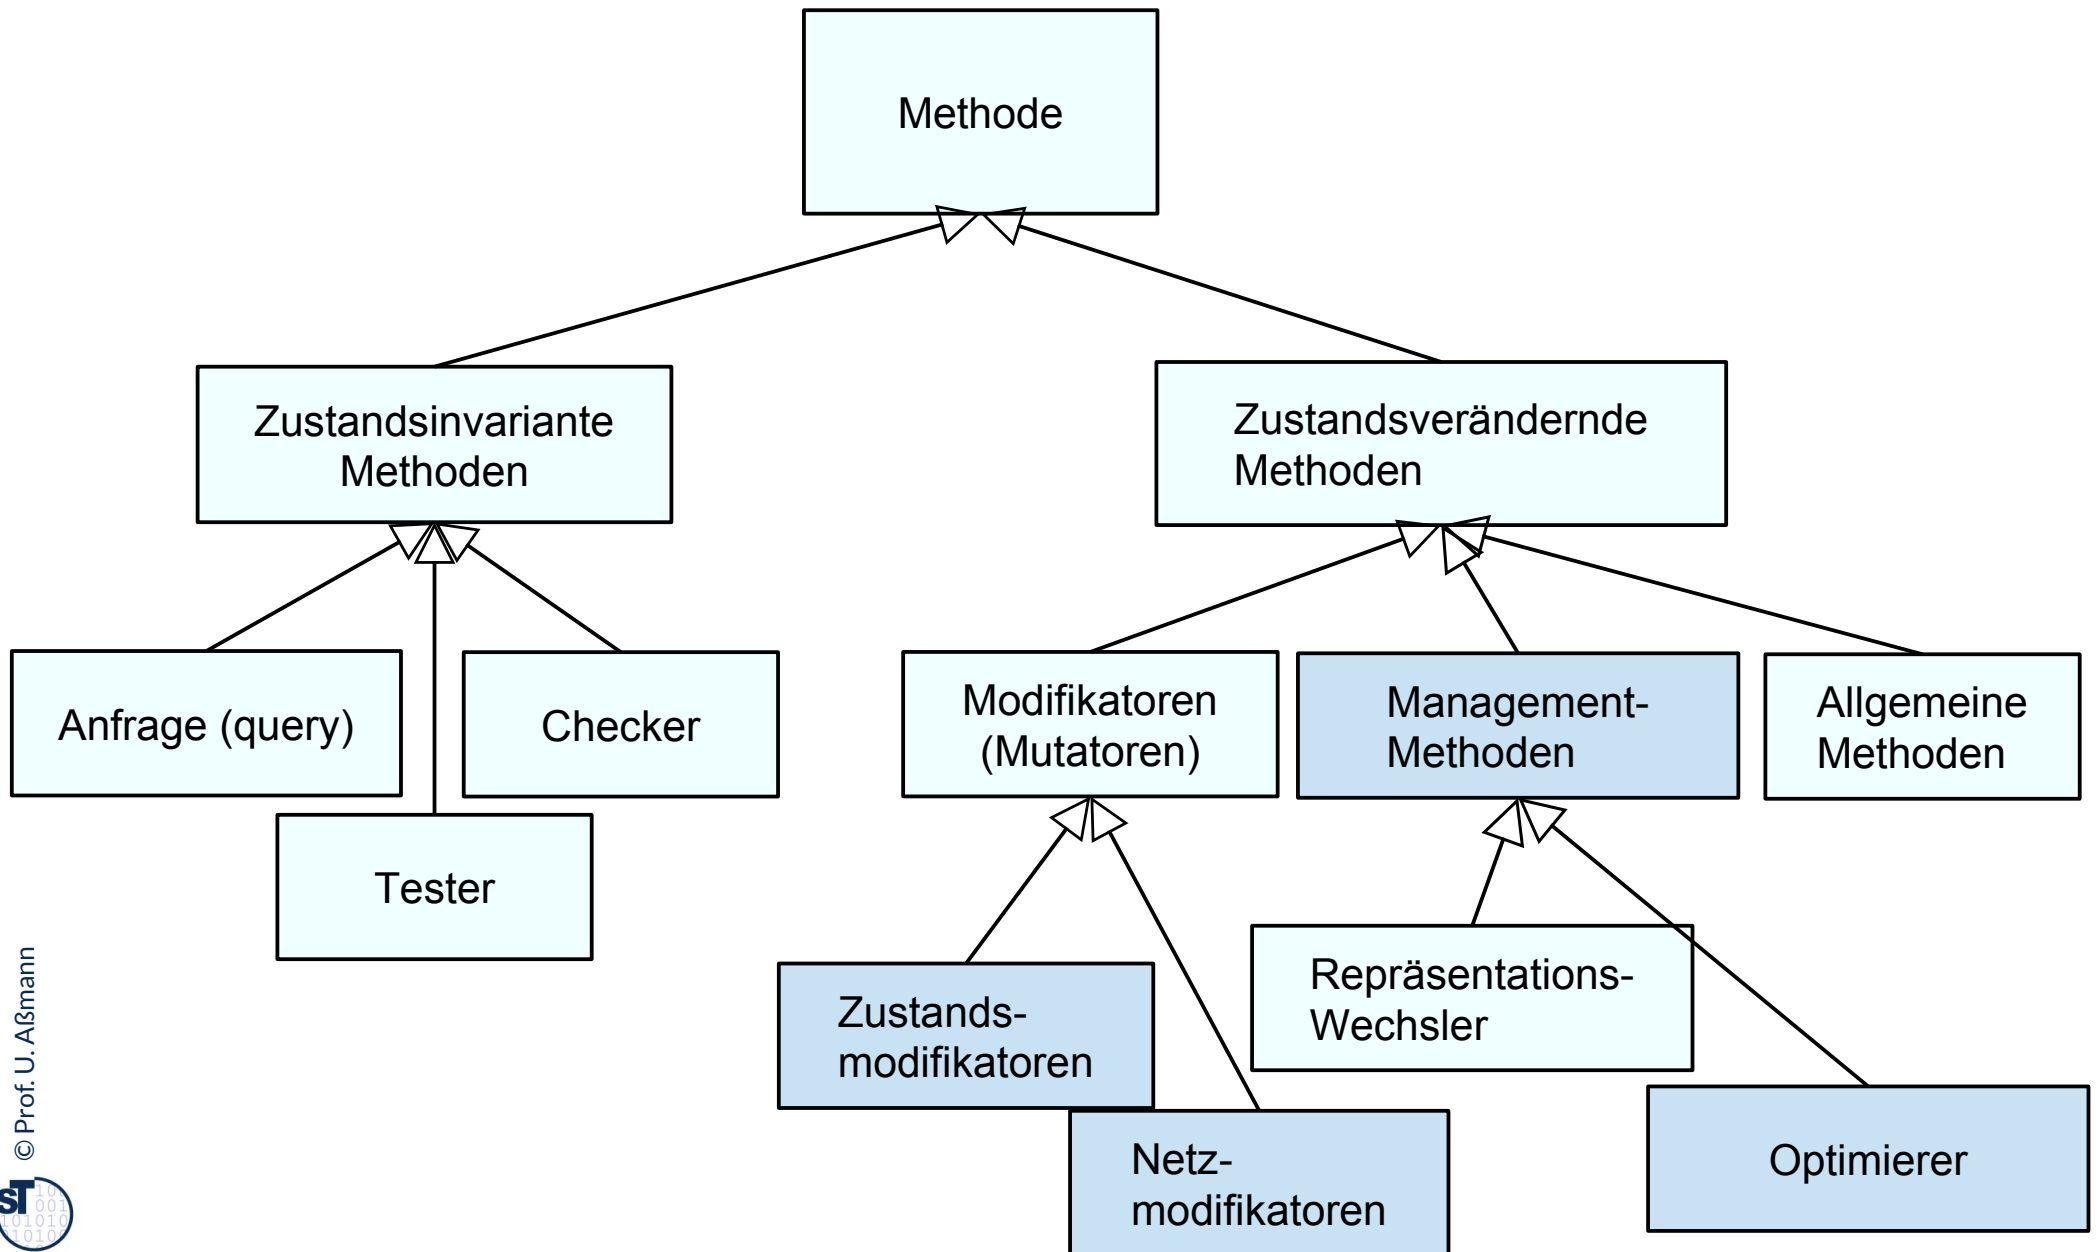 Methode
Zustandsinvariante
Methoden
Zustandsverändernde
Methoden
Anfrage (query)
Checker
Modifikatoren
(Mutatoren)
Management-
Methoden
Allgemeine
Methoden
Tester
Zustands-
modifikatoren
Repräsentations-
Wechsler
Netz-
modifikatoren
Optimierer
© Prof. U. Aßmann
ST